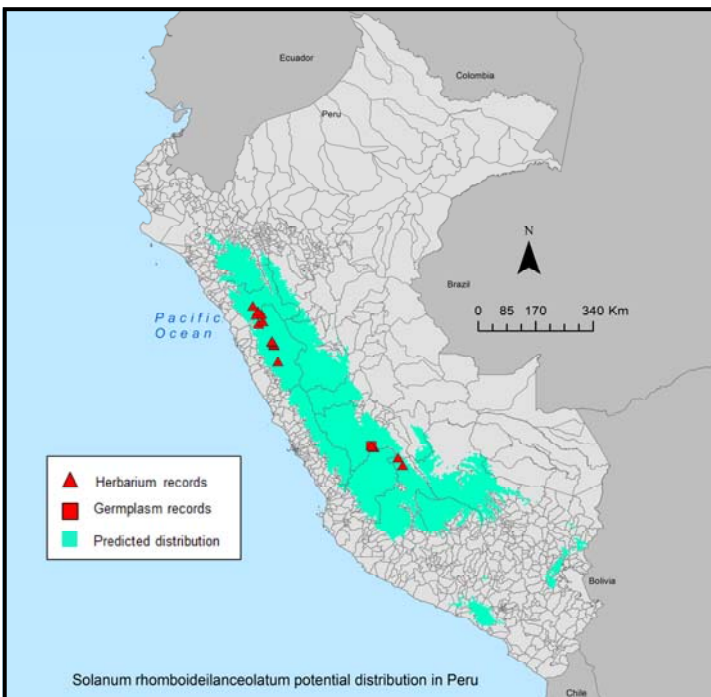 Ecuador
Colombia
Peru
N
Brazil
0 85 170 340 Km
Pacific
Ocean
Herbarium records
Germplasm records
Predicted distribution
Bolivia
Solanum rhomboideilanceolatum potential distribution in Peru
Chile